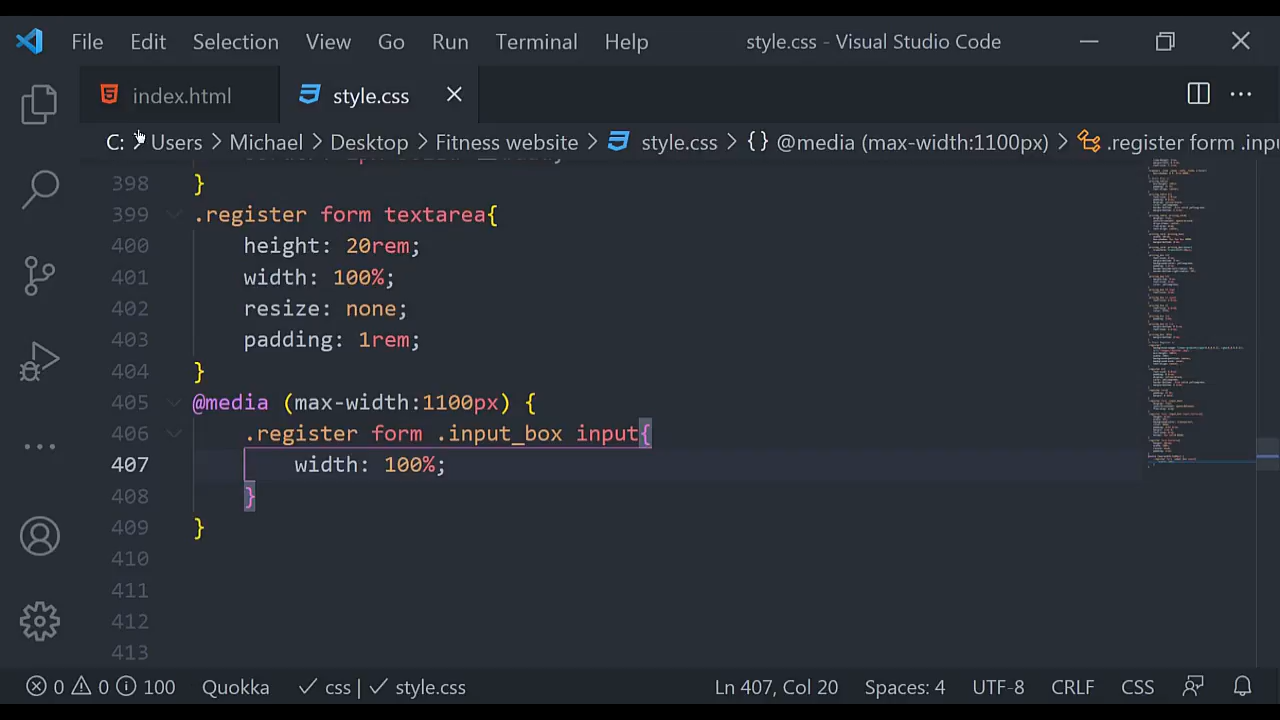 File Edit Selection View Go Run Terminal Help style.css - Visual Studio Code
index.html style.css
C: > Users > Michael > Desktop > Fitness website > style.css > {} @media (max-width:1100px) > .register form .inpu
398 }
399 .register form textarea{
400 height: 20rem;
401 width: 100%;
402 resize: none;
403 padding: 1rem;
404 }
405 @media (max-width:1100px) {
406 .register form .input_box input{
407 width: 100%;
408 }
409 }
410
411
412
413
0 0 100 Quokka css | style.css Ln 407, Col 20 Spaces: 4 UTF-8 CRLF CSS